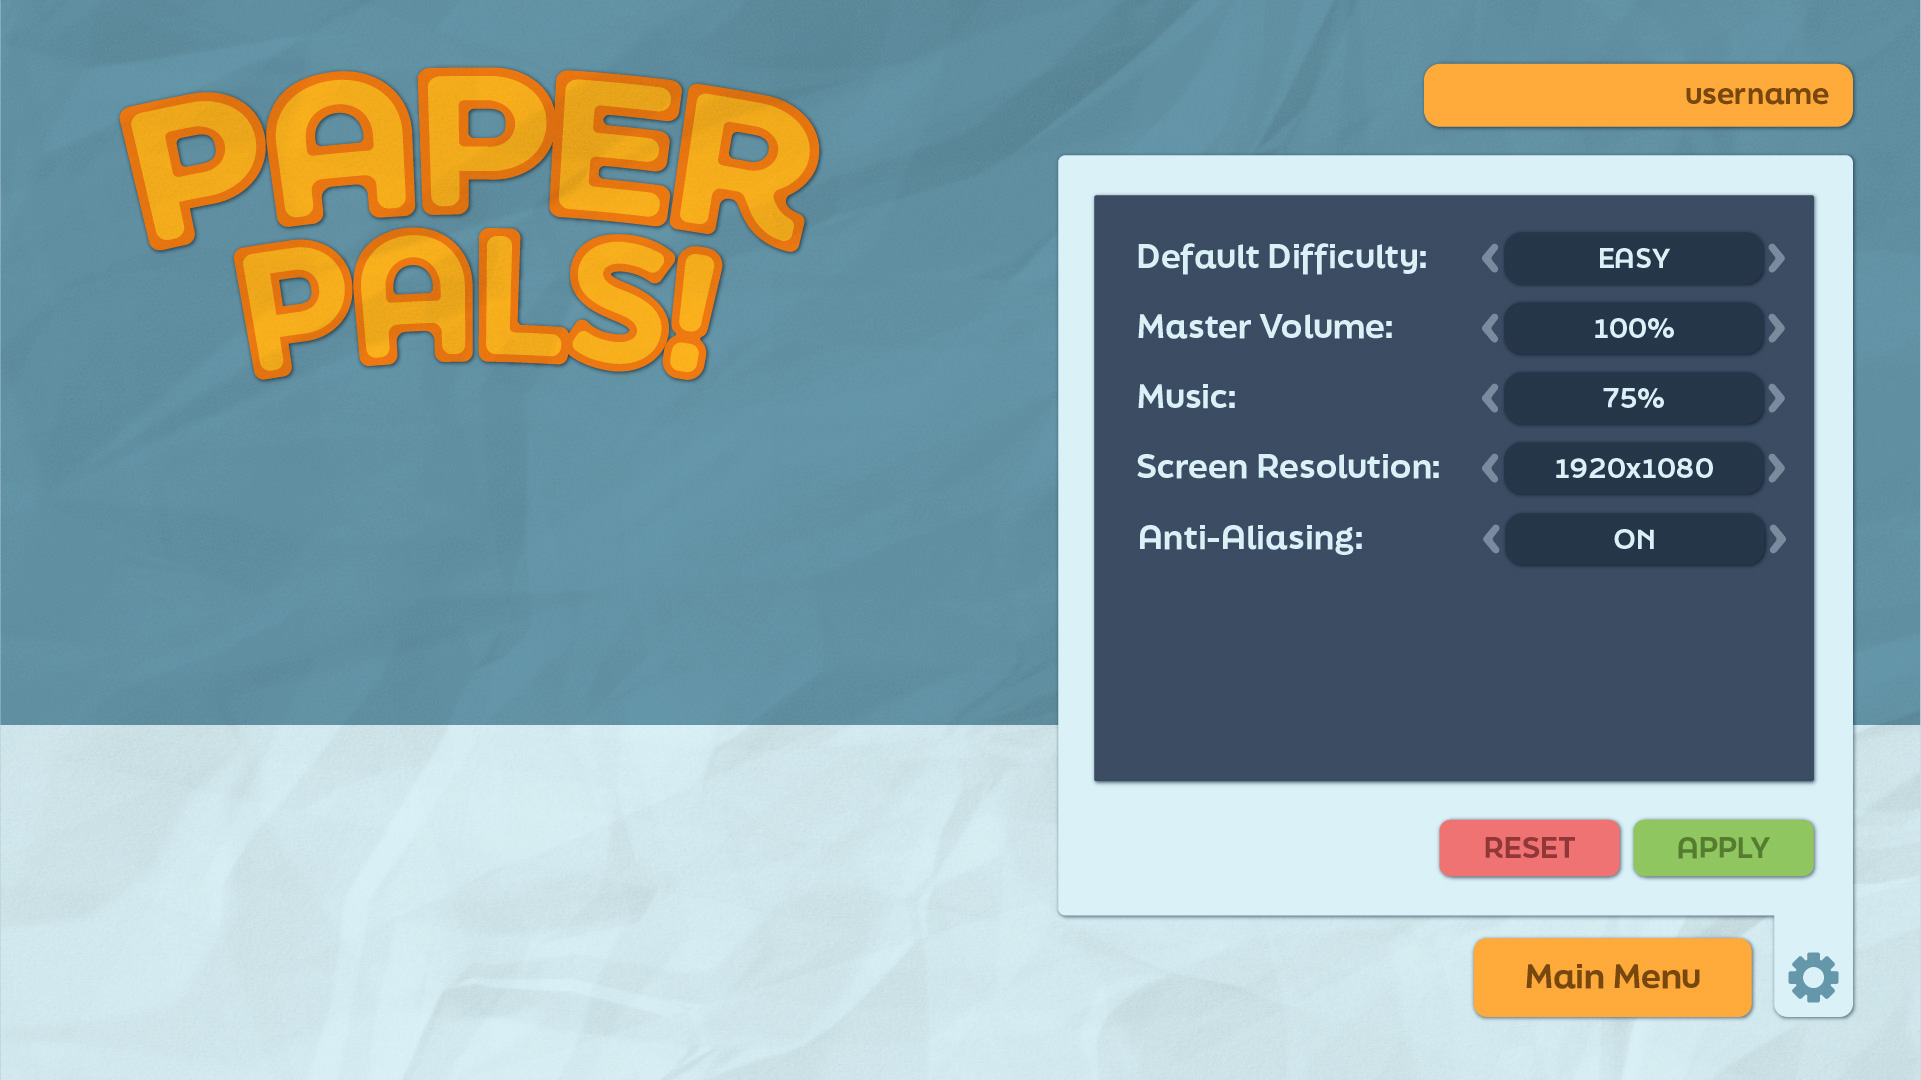 PAPER
PALS!
username
Default Difficulty: EASY
Master Volume: 100%
Music: 75%
Screen Resolution: 1920x1080
Anti-Aliasing: ON
RESET APPLY
Main Menu